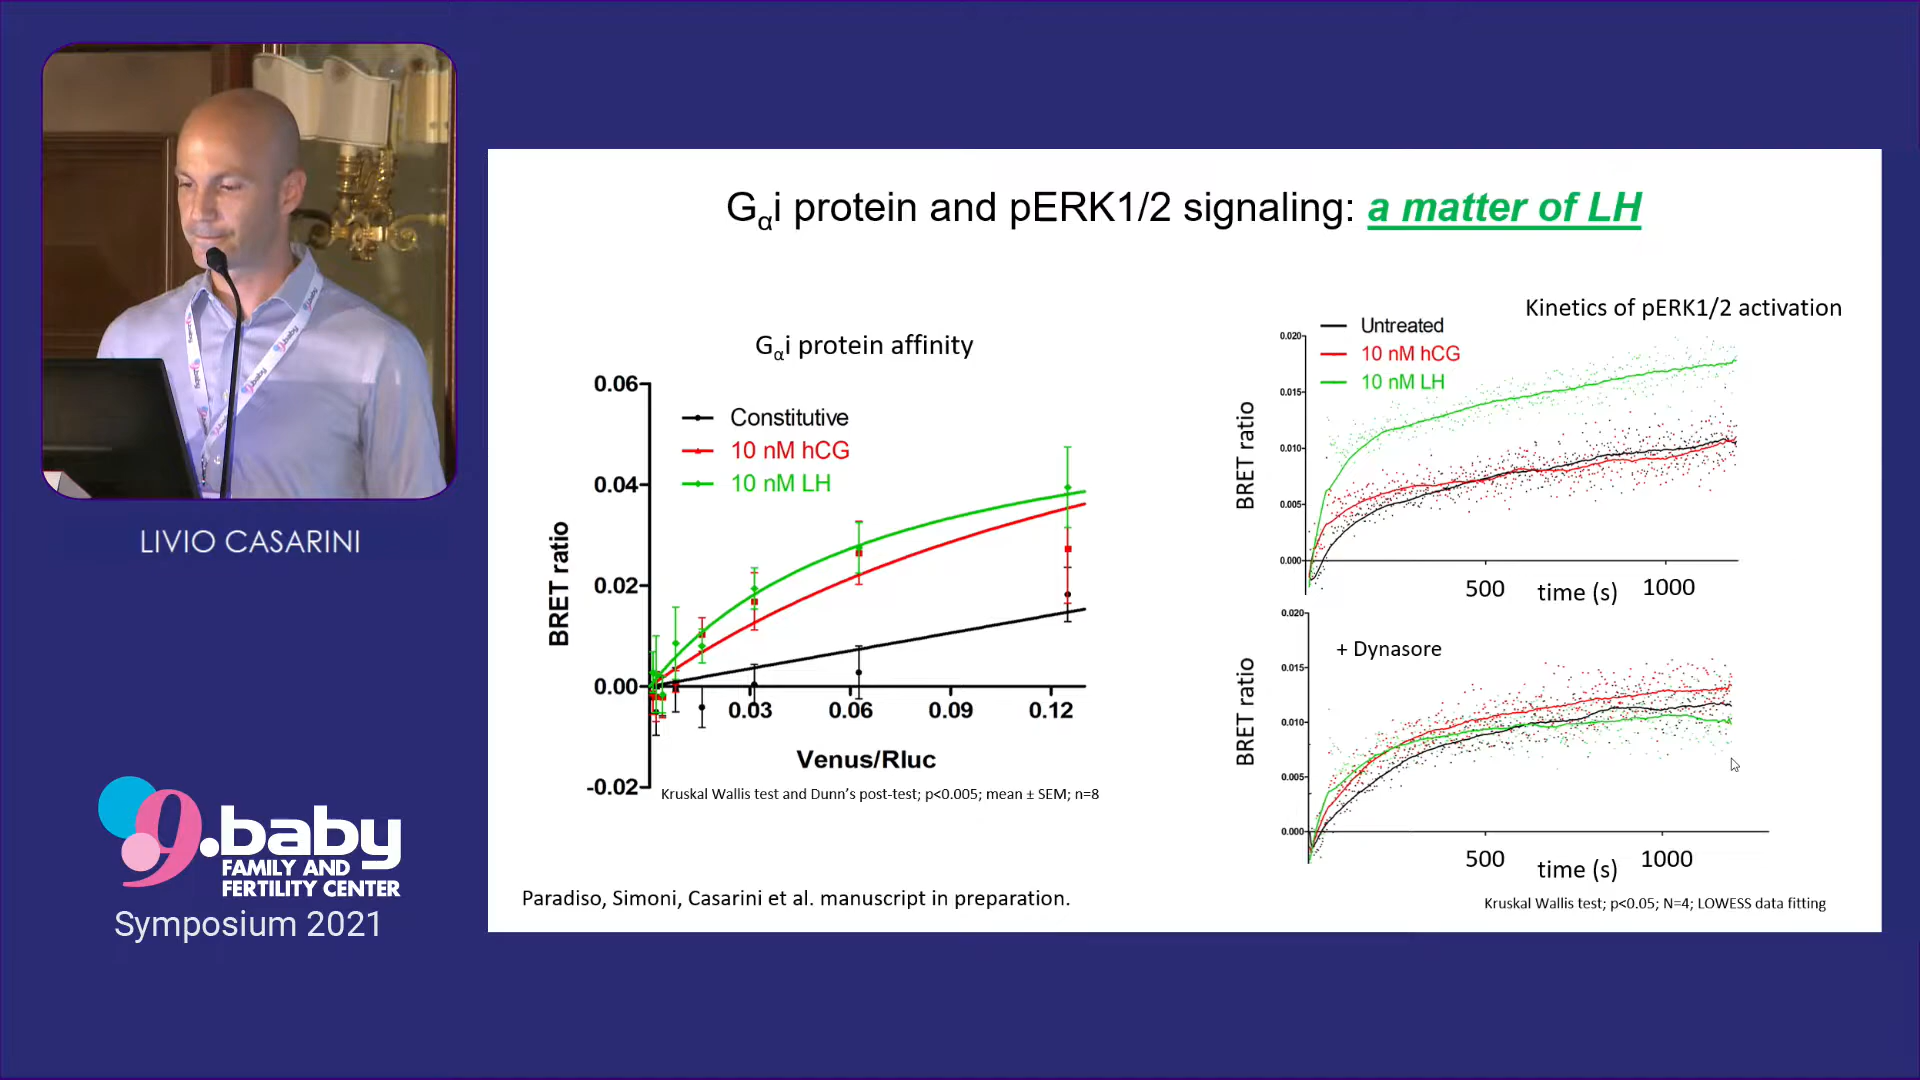 Gαi protein and pERK1/2 signaling: a matter of LH
Gαi protein affinity
0.06
0.04
0.02
0.00
-0.02
BRET ratio
Constitutive
10 nM hCG
10 nM LH
0.03
0.06
0.09
0.12
Venus/Rluc
Kruskal Wallis test and Dunn's post-test; p<0.005; mean ± SEM; n=8
Paradiso, Simoni, Casarini et al. manuscript in preparation.
Kinetics of pERK1/2 activation
Untreated
10 nM hCG
10 nM LH
0.020
0.015
0.010
0.005
0.000
BRET ratio
500
time (s)
1000
+ Dynasore
0.020
0.015
0.010
0.005
0.000
BRET ratio
500
time (s)
1000
Kruskal Wallis test; p<0.05; N=4; LOWESS data fitting
LIVIO CASARINI
9.baby
FAMILY AND
FERTILITY CENTER
Symposium 2021
9.baby
9.baby